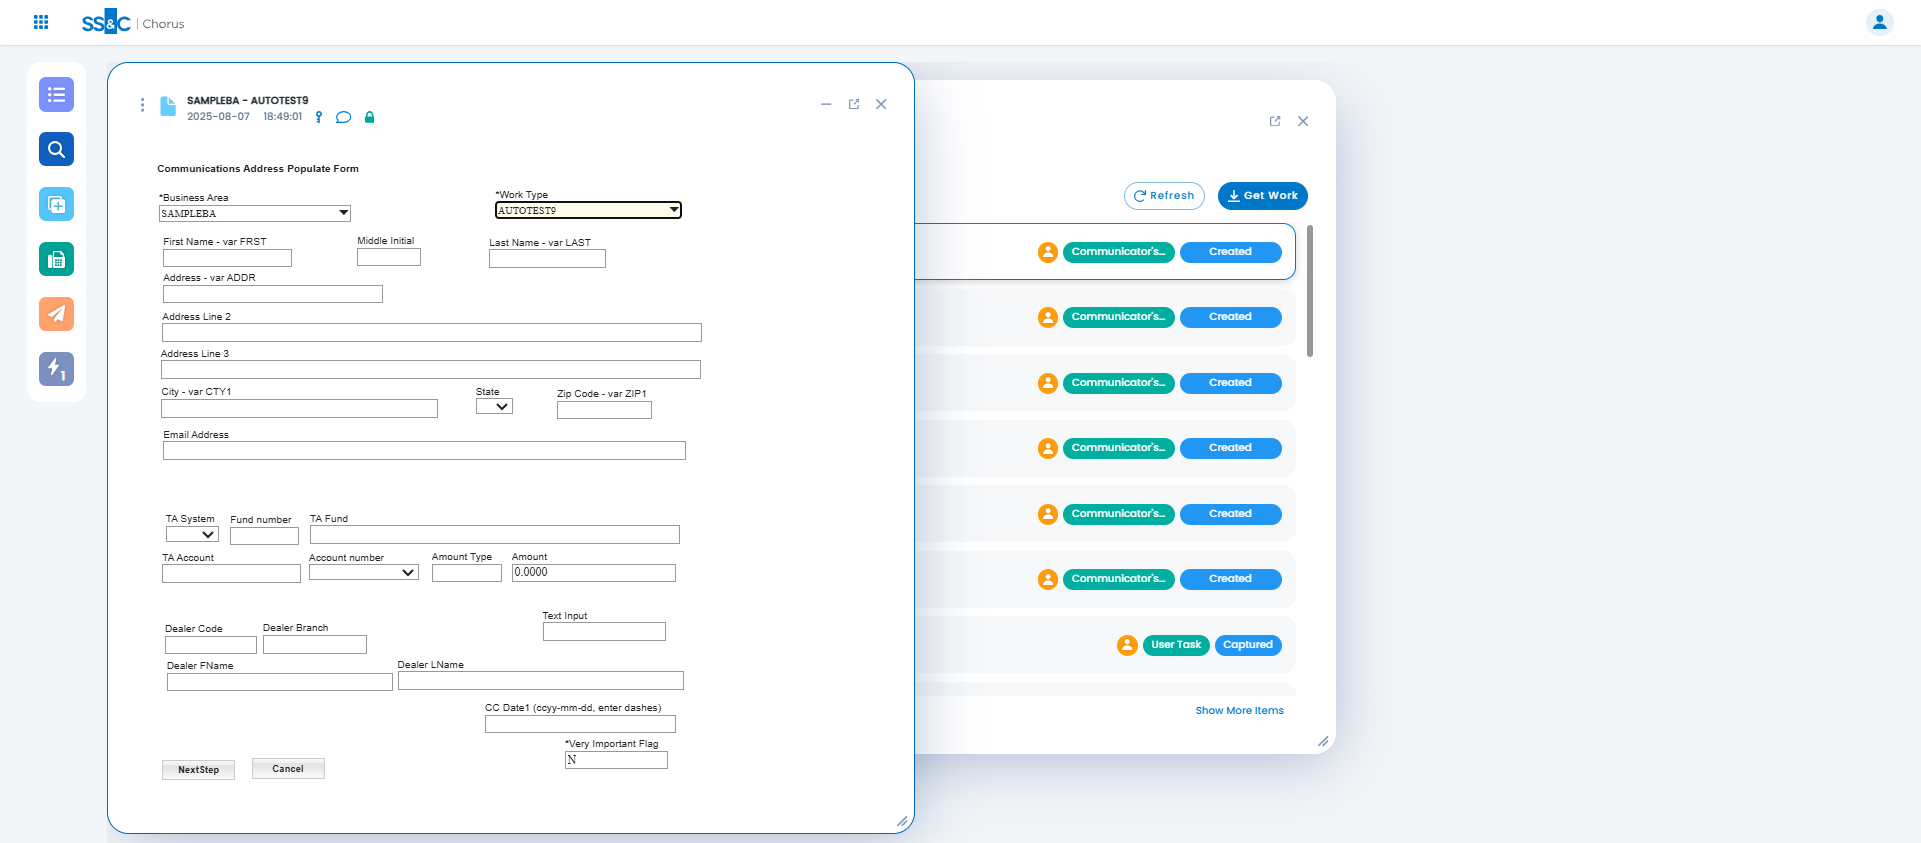 SS&C | Chorus
SAMPLEBA - AUTOTEST9
2025-08-07 18:49:01
Communications Address Populate Form
*Business Area
*Work Type
SAMPLEBA
AUTOTEST9
First Name - var FRST
Middle Initial
Last Name - var LAST
Address - var ADDR
Address Line 2
Address Line 3
City - var CTY1
State
Zip Code - var ZIP1
Email Address
TA System
Fund number
TA Fund
TA Account
Account number
Amount Type
Amount
0.0000
Text Input
Dealer Code
Dealer Branch
Dealer FName
Dealer LName
CC Date1 (ccyy-mm-dd, enter dashes)
*Very Important Flag
N
NextStep
Cancel
Refresh
Get Work
Communicator's... Created
Communicator's... Created
Communicator's... Created
Communicator's... Created
Communicator's... Created
Communicator's... Created
User Task Captured
Show More Items
1